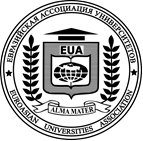 ЕВРАЗИЙСКАЯ АССОЦИАЦИЯ УНИВЕРСИТЕТОВ
EUA
ALMA MATER
EURASIAN UNIVERSITIES ASSOCIATION